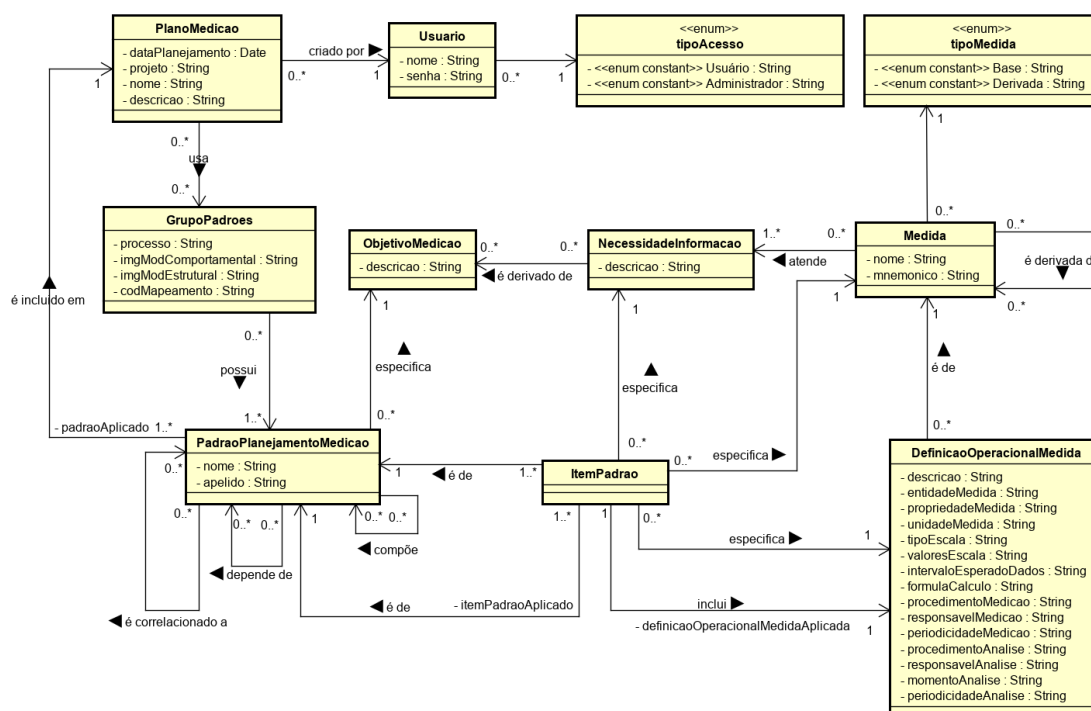 PlanoMedicao
- dataPlanejamento : Date
- projeto : String
- nome : String
- descricao : String
criado por
0..*
1
Usuario
- nome : String
- senha : String
0..*
1
<<enum>>
tipoAcesso
- <<enum constant>> Usuário : String
- <<enum constant>> Administrador : String
<<enum>>
tipoMedida
- <<enum constant>> Base : String
- <<enum constant>> Derivada : String
1
1
0..*
usa
0..*
0..*
GrupoPadroes
- processo : String
- imgModComportamental : String
- imgModEstrutural : String
- codMapeamento : String
é incluido em
ObjetivoMedicao
- descricao : String
0..*
0..*
é derivado de
NecessidadeInformacao
- descricao : String
1..*
0..*
atende
Medida
- nome : String
- mnemonico : String
0..*
é derivada d
0..*
0..*
possui
1..*
1
especifica
0..*
1
especifica
0..*
1
especifica
0..*
1
é de
0..*
- padraoAplicado 1..*
PadraoPlanejamentoMedicao
- nome : String
- apelido : String
1
é de
1..*
ItemPadrao
0..*
0..*
é correlacionado a
0..*
0..*
depende de
0..*
0..*
compõe
1
é de
- itemPadraoAplicado
1..*
0..*
especifica
1
1
inclui
- definicaoOperacionalMedidaAplicada
1
DefinicaoOperacionalMedida
- descricao : String
- entidadeMedida : String
- propriedadeMedida : String
- unidadeMedida : String
- tipoEscala : String
- valoresEscala : String
- intervaloEsperadoDados : String
- formulaCalculo : String
- procedimentoMedicao : String
- responsavelMedicao : String
- periodicidadeMedicao : String
- procedimentoAnalise : String
- responsavelAnalise : String
- momentoAnalise : String
- periodicidadeAnalise : String